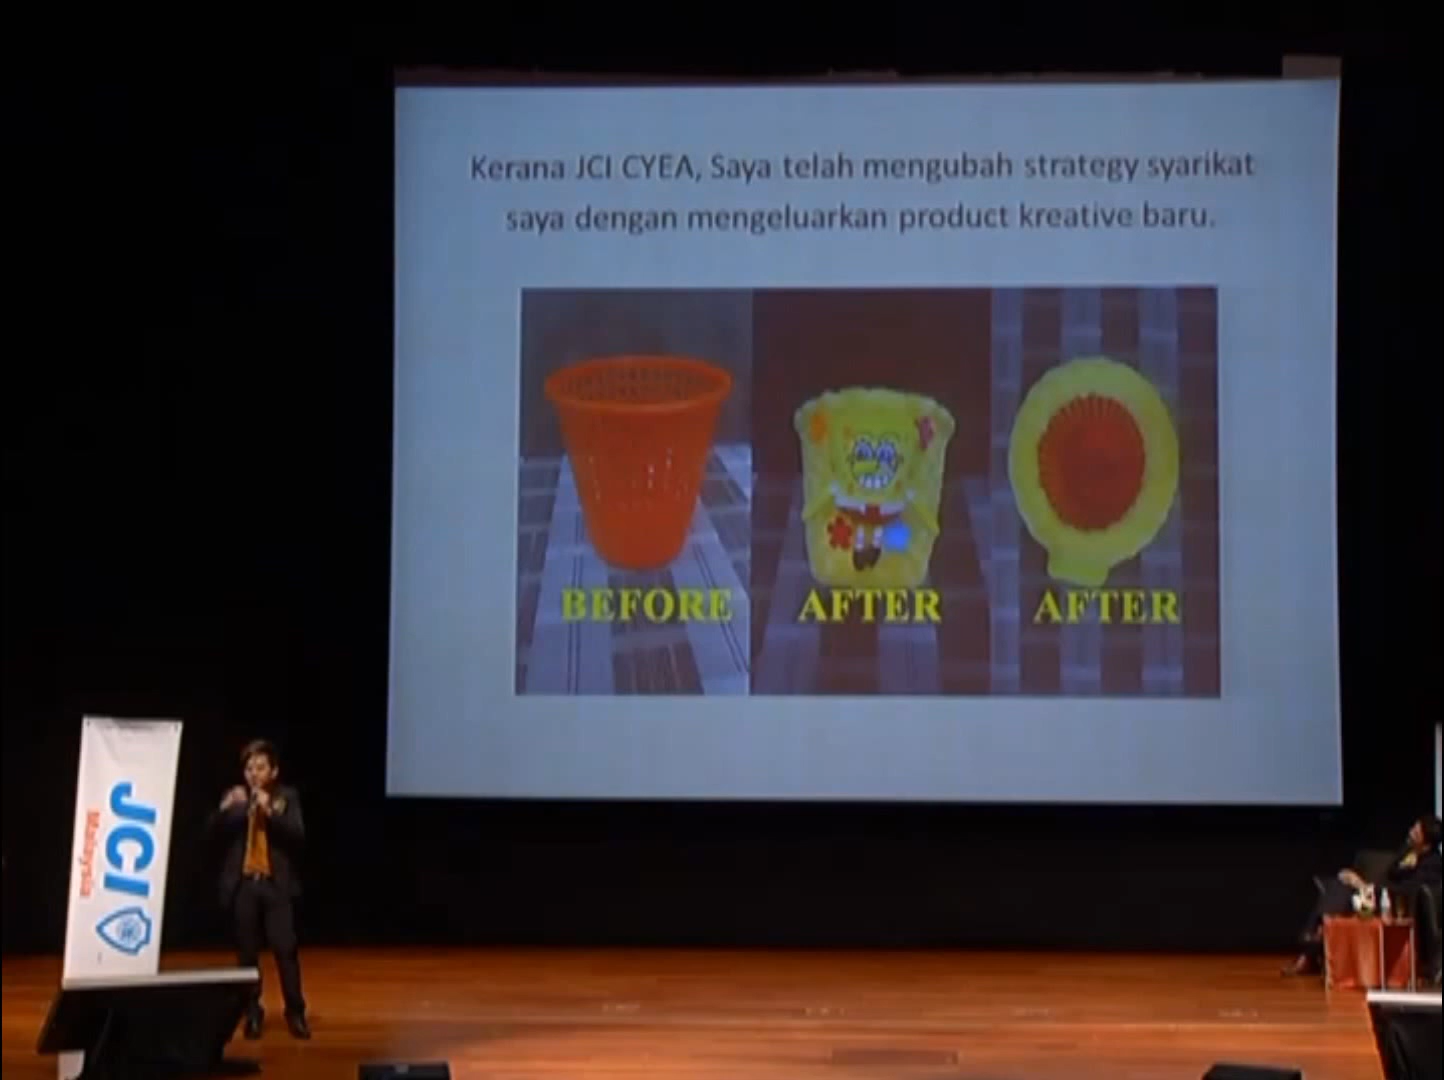 Kerana JCI CYEA, Saya telah mengubah strategy syarikat
saya dengan mengeluarkan product kreative baru.
BEFORE AFTER AFTER
JCI
Malaysia